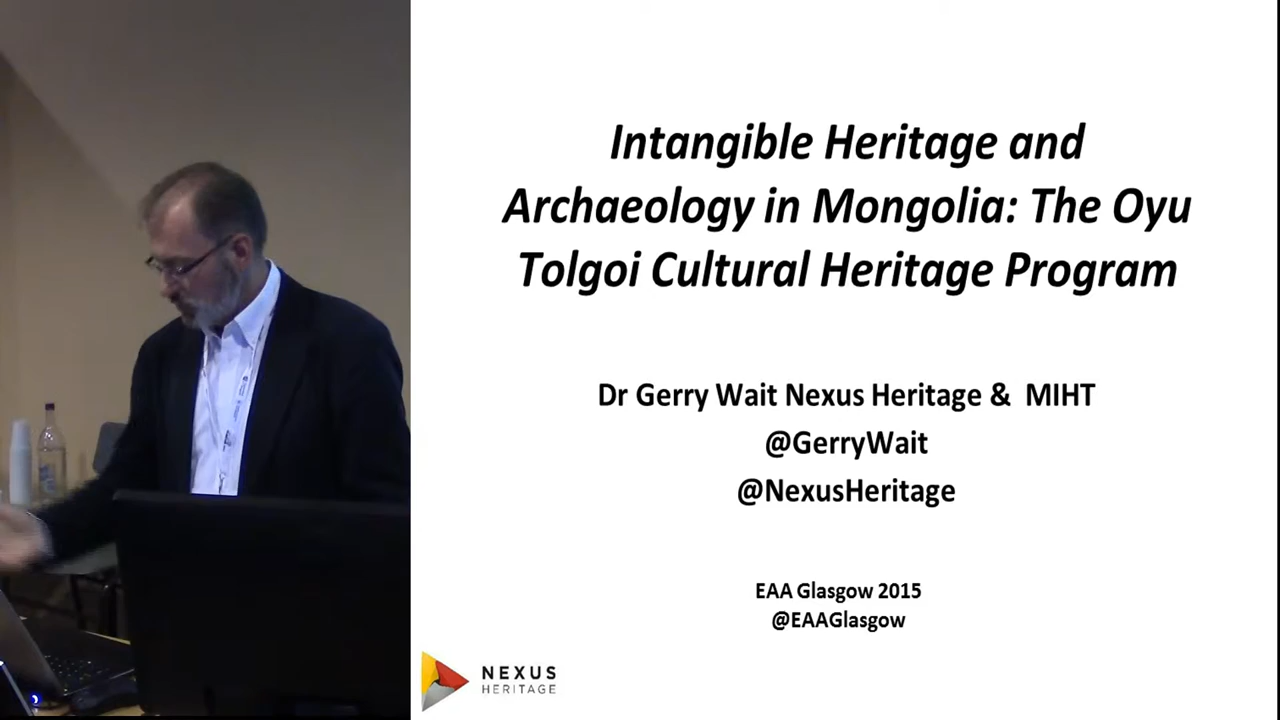 Intangible Heritage and
Archaeology in Mongolia: The Oyu
Tolgoi Cultural Heritage Program
Dr Gerry Wait Nexus Heritage & MIHT
@GerryWait
@NexusHeritage
EAA Glasgow 2015
@EAAGlasgow
NEXUS
HERITAGE